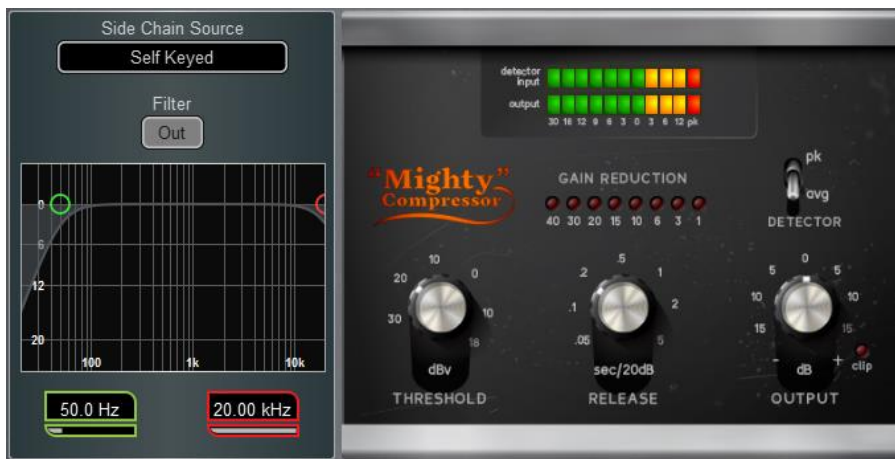 Side Chain Source
Self Keyed
Filter
Out
0
6
12
20
100 1k 10k
50.0 Hz 20.00 kHz
detector input
output
30 16 12 9 6 3 0 3 6 12 pk
"Mighty"
Compressor
GAIN REDUCTION
40 30 20 15 10 6 3 1
pk
avg
DETECTOR
30 20 10 0 10 16
dBv
THRESHOLD
.05 .1 .2 .5 1 2 5
sec/20dB
RELEASE
15 10 5 0 5 10 15
- dB +
clip
OUTPUT